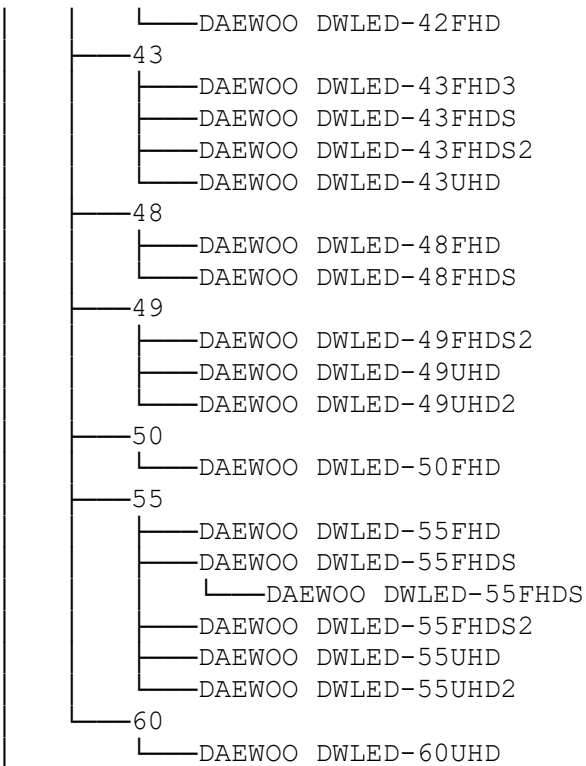 DAEWOO DWLED-42FHD
43
DAEWOO DWLED-43FHD3
DAEWOO DWLED-43FHDS
DAEWOO DWLED-43FHDS2
DAEWOO DWLED-43UHD
48
DAEWOO DWLED-48FHD
DAEWOO DWLED-48FHDS
49
DAEWOO DWLED-49FHDS2
DAEWOO DWLED-49UHD
DAEWOO DWLED-49UHD2
50
DAEWOO DWLED-50FHD
55
DAEWOO DWLED-55FHD
DAEWOO DWLED-55FHDS
DAEWOO DWLED-55FHDS
DAEWOO DWLED-55FHDS2
DAEWOO DWLED-55UHD
DAEWOO DWLED-55UHD2
60
DAEWOO DWLED-60UHD